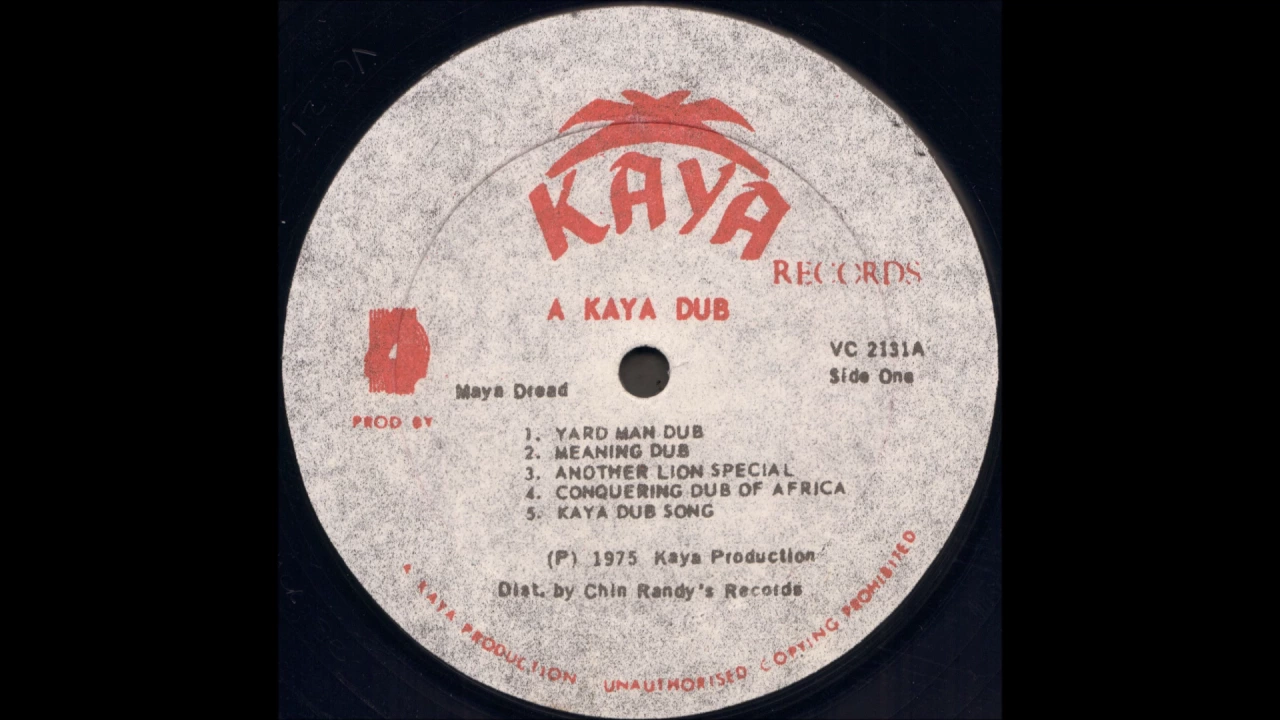 KAYA
RECORDS
A KAYA DUB
VC 2131A
Side One
Maya Dread
PROD BY
1. YARD MAN DUB
2. MEANING DUB
3. ANOTHER LION SPECIAL
4. CONQUERING DUB OF AFRICA
5. KAYA DUB SONG
(P) 1975 Kaya Production
Dist. by Chin Randy's Records
A KAYA PRODUCTION UNAUTHORISED COPYING PROHIBITED